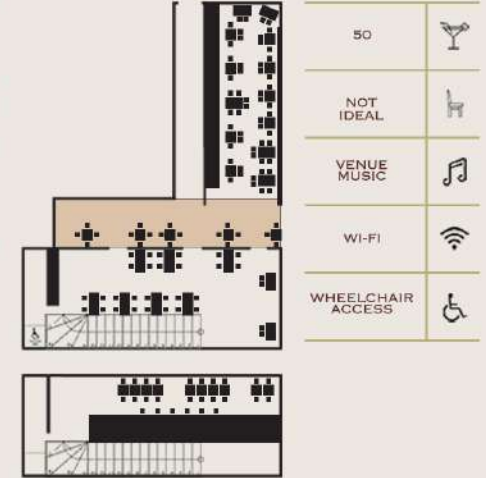 50
NOT
IDEAL
VENUE
MUSIC
WI-FI
WHEELCHAIR
ACCESS